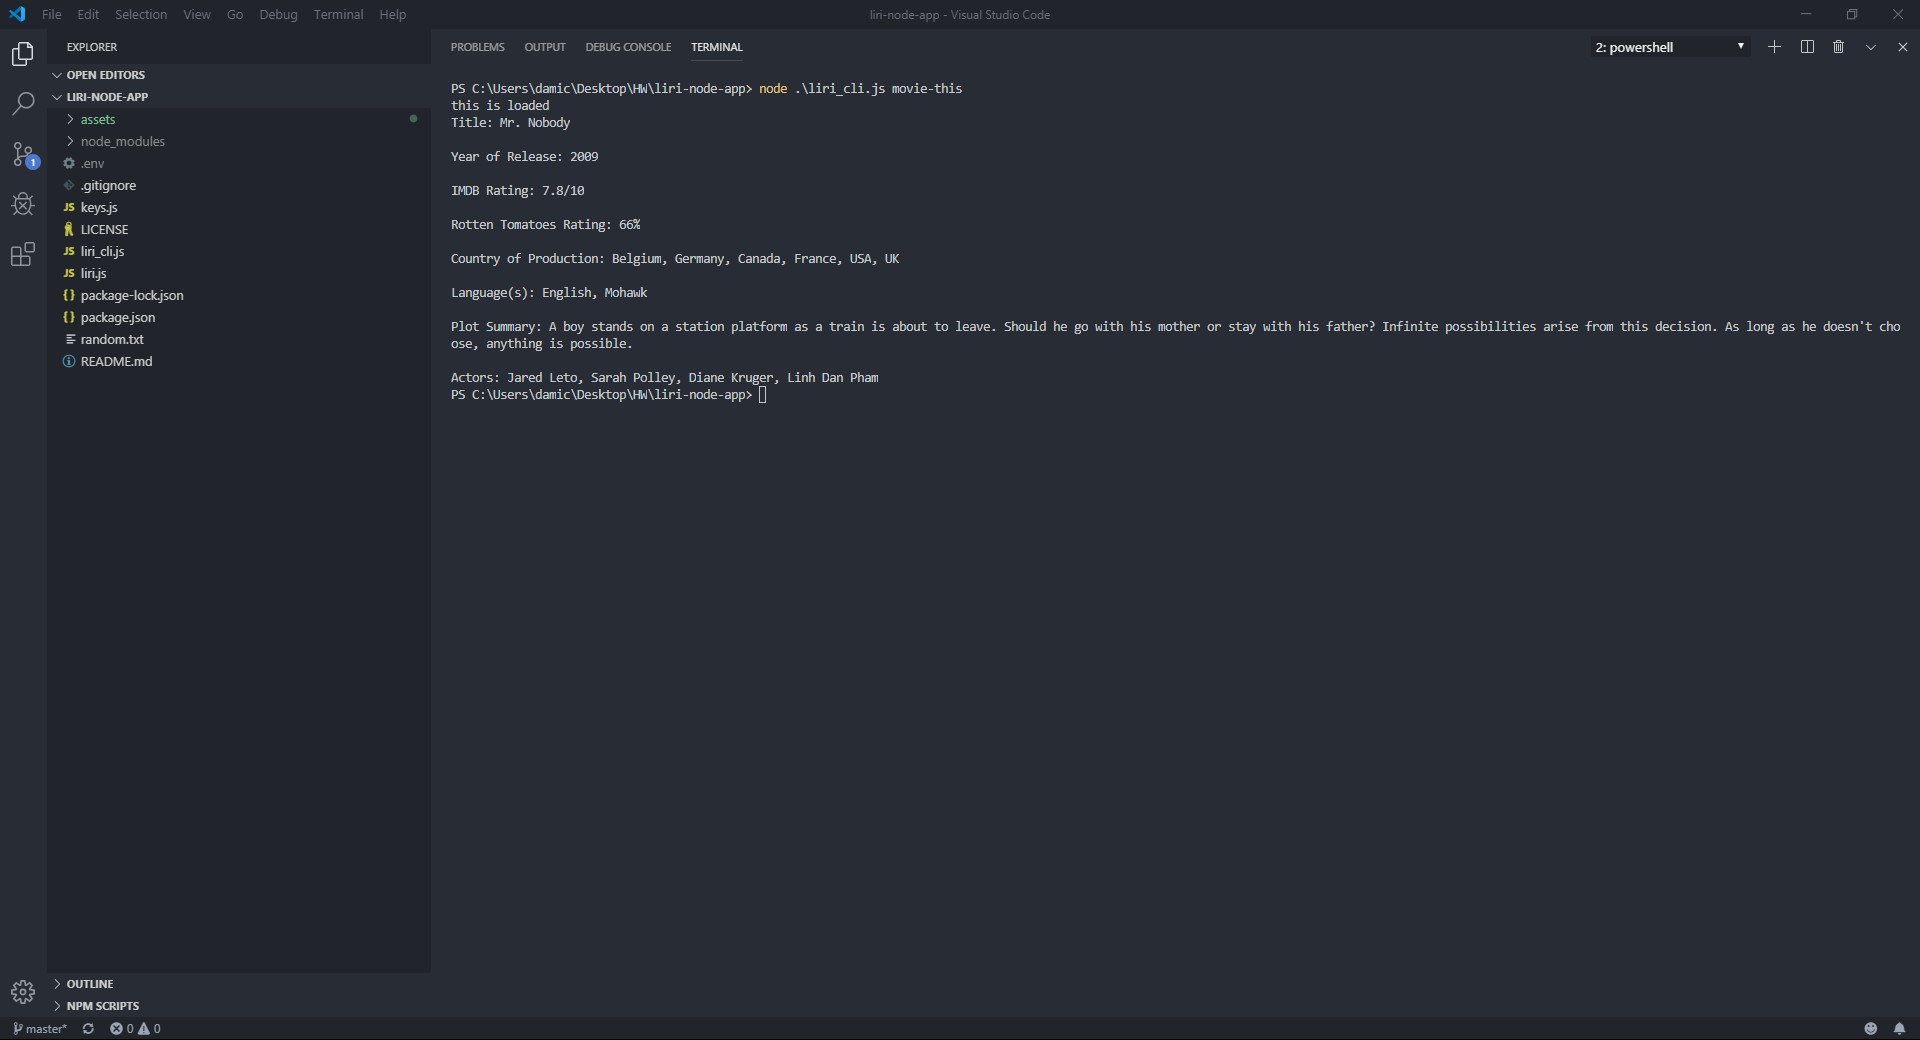 File Edit Selection View Go Debug Terminal Help
liri-node-app - Visual Studio Code
EXPLORER
OPEN EDITORS
LIRI-NODE-APP
assets
node_modules
.env
.gitignore
JS keys.js
LICENSE
JS liri_cli.js
JS liri.js
{} package-lock.json
{} package.json
random.txt
README.md
OUTLINE
NPM SCRIPTS
1
PROBLEMS OUTPUT DEBUG CONSOLE TERMINAL
2: powershell
PS C:\Users\damic\Desktop\HW\liri-node-app> node .\liri_cli.js movie-this
this is loaded
Title: Mr. Nobody
Year of Release: 2009
IMDB Rating: 7.8/10
Rotten Tomatoes Rating: 66%
Country of Production: Belgium, Germany, Canada, France, USA, UK
Language(s): English, Mohawk
Plot Summary: A boy stands on a station platform as a train is about to leave. Should he go with his mother or stay with his father? Infinite possibilities arise from this decision. As long as he doesn't cho
ose, anything is possible.
Actors: Jared Leto, Sarah Polley, Diane Kruger, Linh Dan Pham
PS C:\Users\damic\Desktop\HW\liri-node-app>
master* 0 0